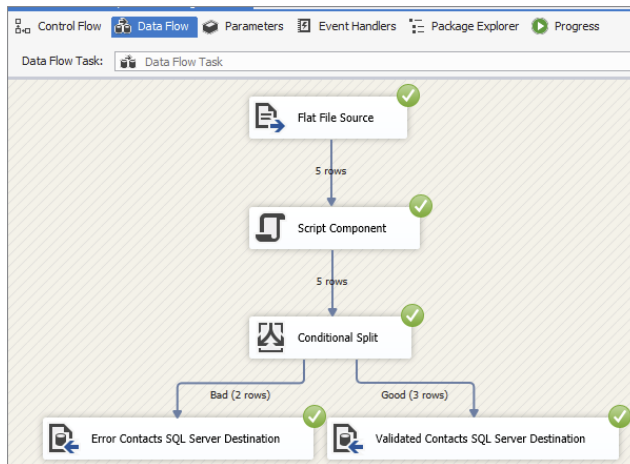 Control Flow Data Flow Parameters Event Handlers Package Explorer Progress
Data Flow Task: Data Flow Task
Flat File Source
5 rows
Script Component
5 rows
Conditional Split
Bad (2 rows) Good (3 rows)
Error Contacts SQL Server Destination Validated Contacts SQL Server Destination